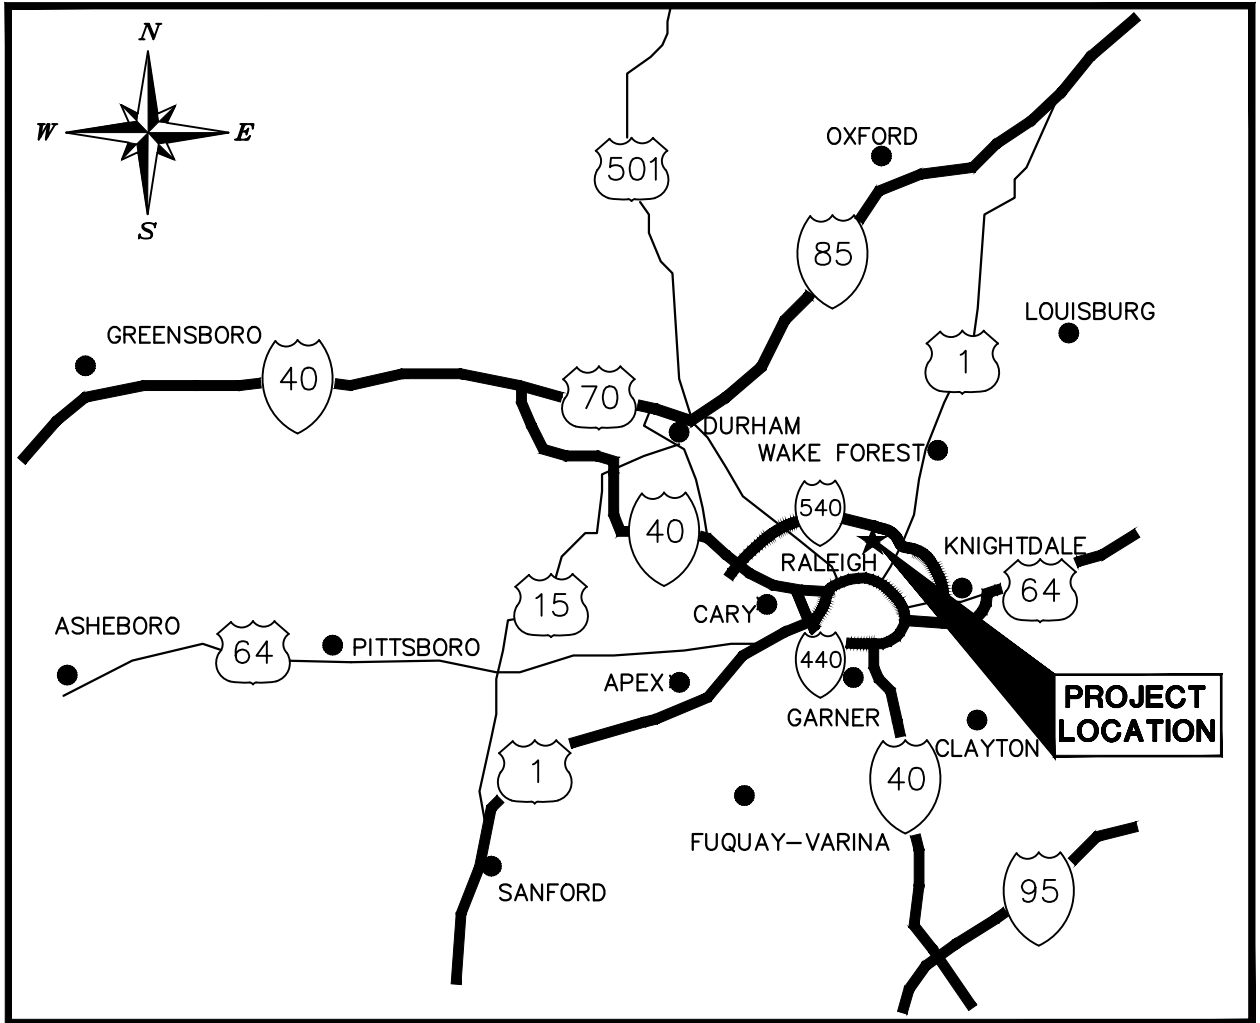 N
W E
S
501
OXFORD
85
LOUISBURG
GREENSBORO
40
70
1
DURHAM
WAKE FOREST
540
40
RALEIGH
KNIGHTDALE
64
15
CARY
ASHEBORO
64
PITTSBORO
440
APEX
GARNER
PROJECT
LOCATION
CLAYTON
1
40
FUQUAY-VARINA
SANFORD
95